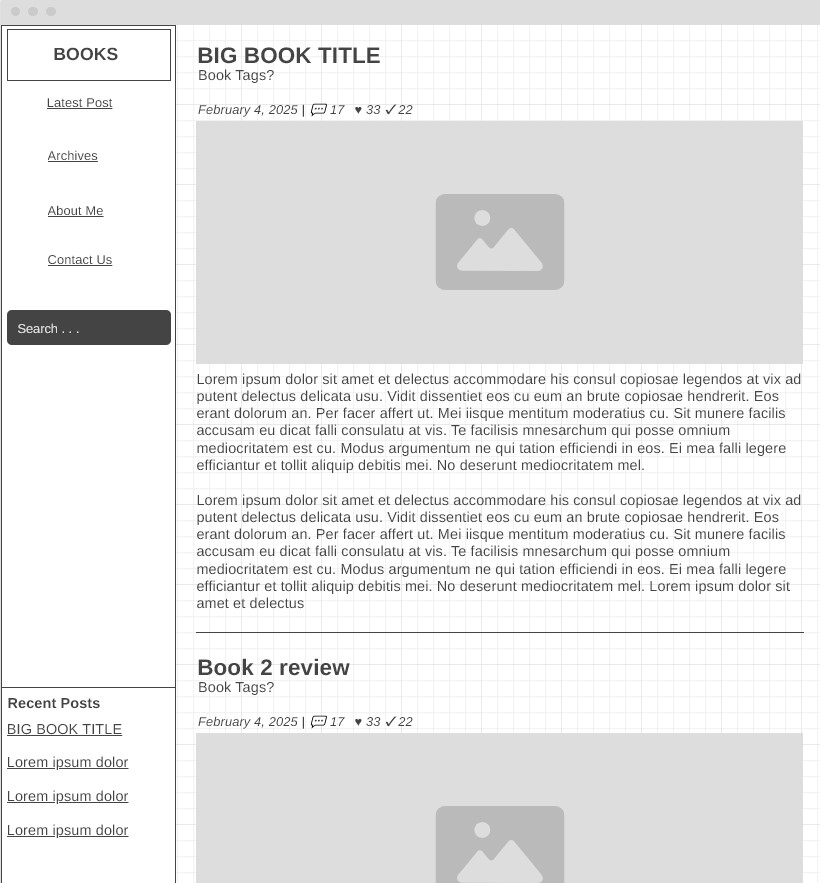 BOOKS
Latest Post
Archives
About Me
Contact Us
Search . . .
Recent Posts
BIG BOOK TITLE
Lorem ipsum dolor
Lorem ipsum dolor
Lorem ipsum dolor
BIG BOOK TITLE
Book Tags?
February 4, 2025 | 💬 17 ♥ 33 ✓22
Lorem ipsum dolor sit amet et delectus accommodare his consul copiosae legendos at vix ad
putent delectus delicata usu. Vidit dissentiet eos cu eum an brute copiosae hendrerit. Eos
erant dolorum an. Per facer affert ut. Mei iisque mentitum moderatius cu. Sit munere facilis
accusam eu dicat falli consulatu at vis. Te facilisis mnesarchum qui posse omnium
mediocritatem est cu. Modus argumentum ne qui tation efficiendi in eos. Ei mea falli legere
efficiantur et tollit aliquip debitis mei. No deserunt mediocritatem mel.
Lorem ipsum dolor sit amet et delectus accommodare his consul copiosae legendos at vix ad
putent delectus delicata usu. Vidit dissentiet eos cu eum an brute copiosae hendrerit. Eos
erant dolorum an. Per facer affert ut. Mei iisque mentitum moderatius cu. Sit munere facilis
accusam eu dicat falli consulatu at vis. Te facilisis mnesarchum qui posse omnium
mediocritatem est cu. Modus argumentum ne qui tation efficiendi in eos. Ei mea falli legere
efficiantur et tollit aliquip debitis mei. No deserunt mediocritatem mel. Lorem ipsum dolor sit
amet et delectus
Book 2 review
Book Tags?
February 4, 2025 | 💬 17 ♥ 33 ✓22